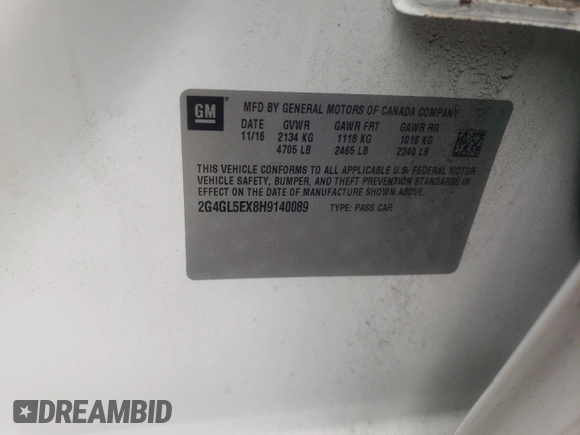 GM
MFD BY GENERAL MOTORS OF CANADA COMPANY
DATE GVWR GAWR FRT GAWR RR
11/16 2134 KG 1118 KG 1016 KG
4705 LB 2465 LB 2240 LB
THIS VEHICLE CONFORMS TO ALL APPLICABLE U.S. FEDERAL MOTOR
VEHICLE SAFETY, BUMPER, AND THEFT PREVENTION STANDARDS IN
EFFECT ON THE DATE OF MANUFACTURE SHOWN ABOVE.
2G4GL5EX8H9140089 TYPE: PASS CAR
DREAMBID